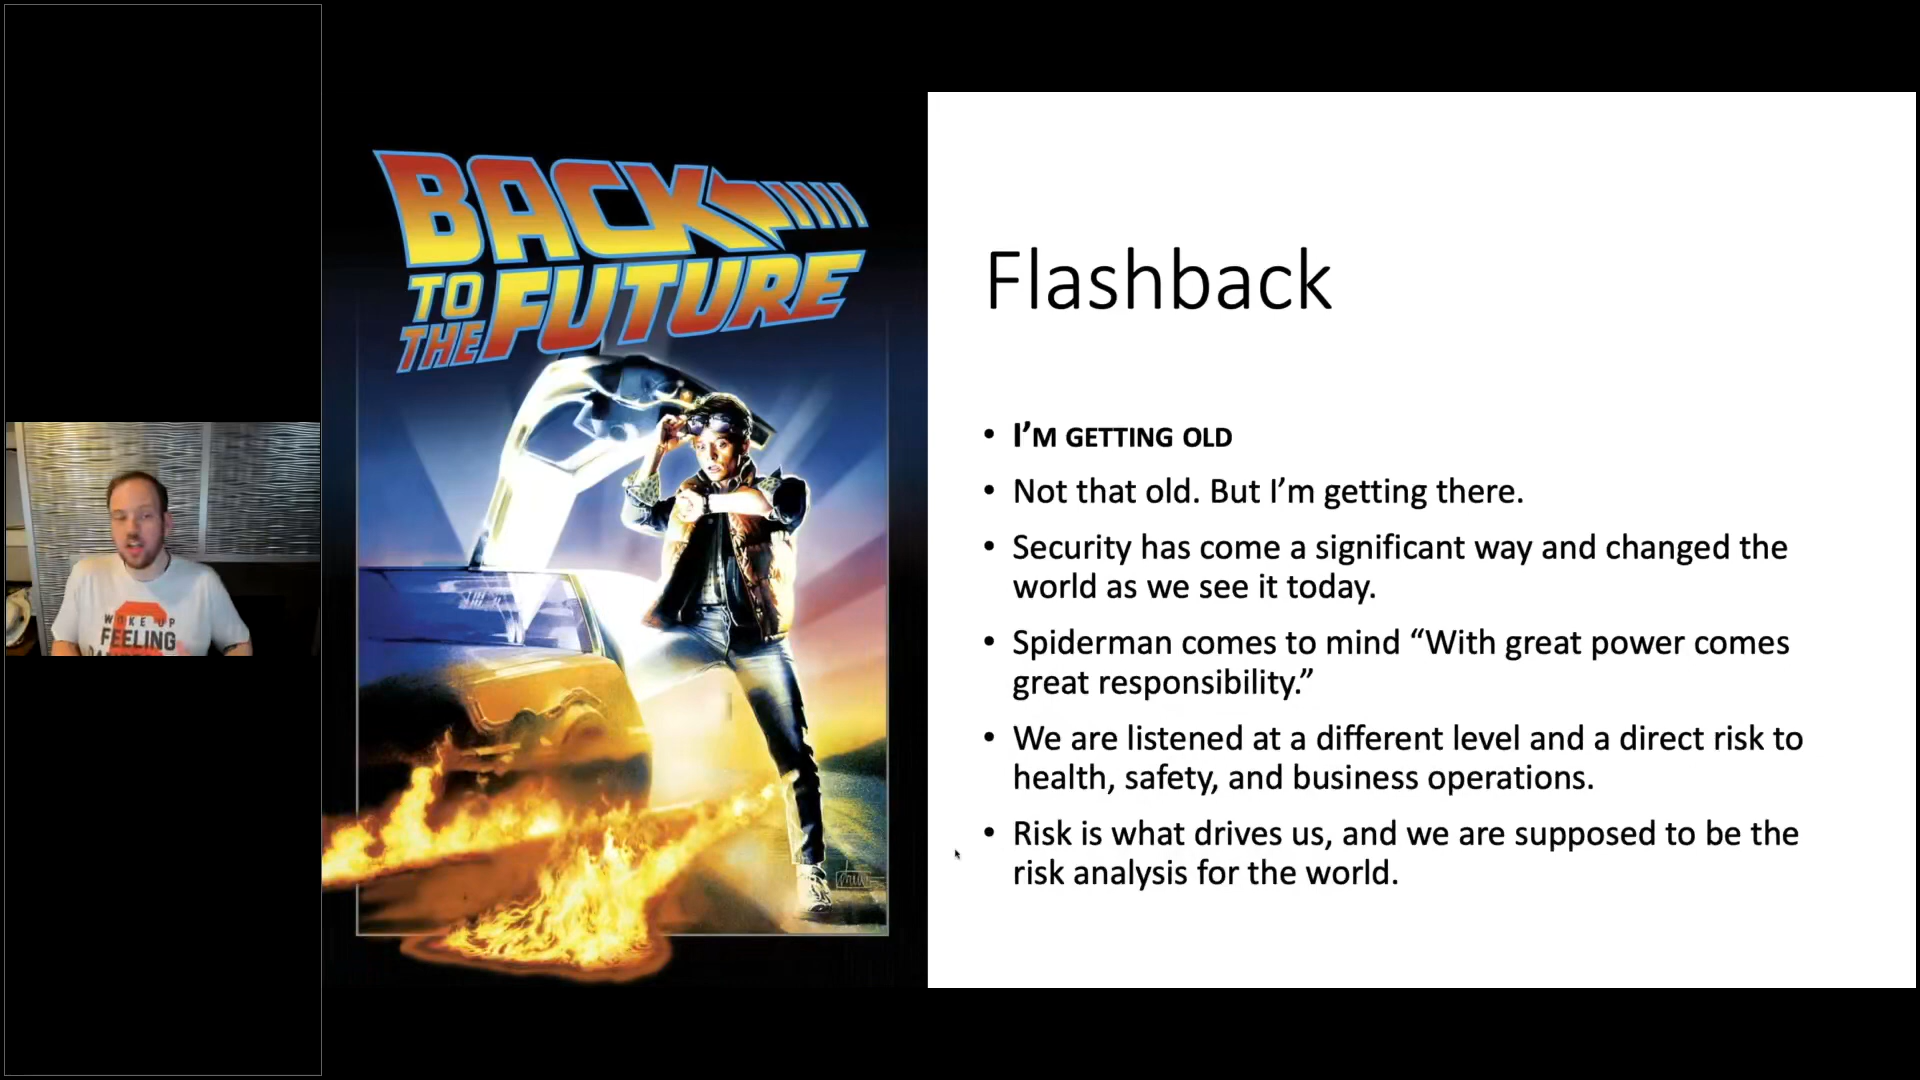 BACK
TO
THE FUTURE
WOKE UP
FEELING
Flashback
• I'M GETTING OLD
• Not that old. But I'm getting there.
• Security has come a significant way and changed the
world as we see it today.
• Spiderman comes to mind “With great power comes
great responsibility.”
• We are listened at a different level and a direct risk to
health, safety, and business operations.
• Risk is what drives us, and we are supposed to be the
risk analysis for the world.